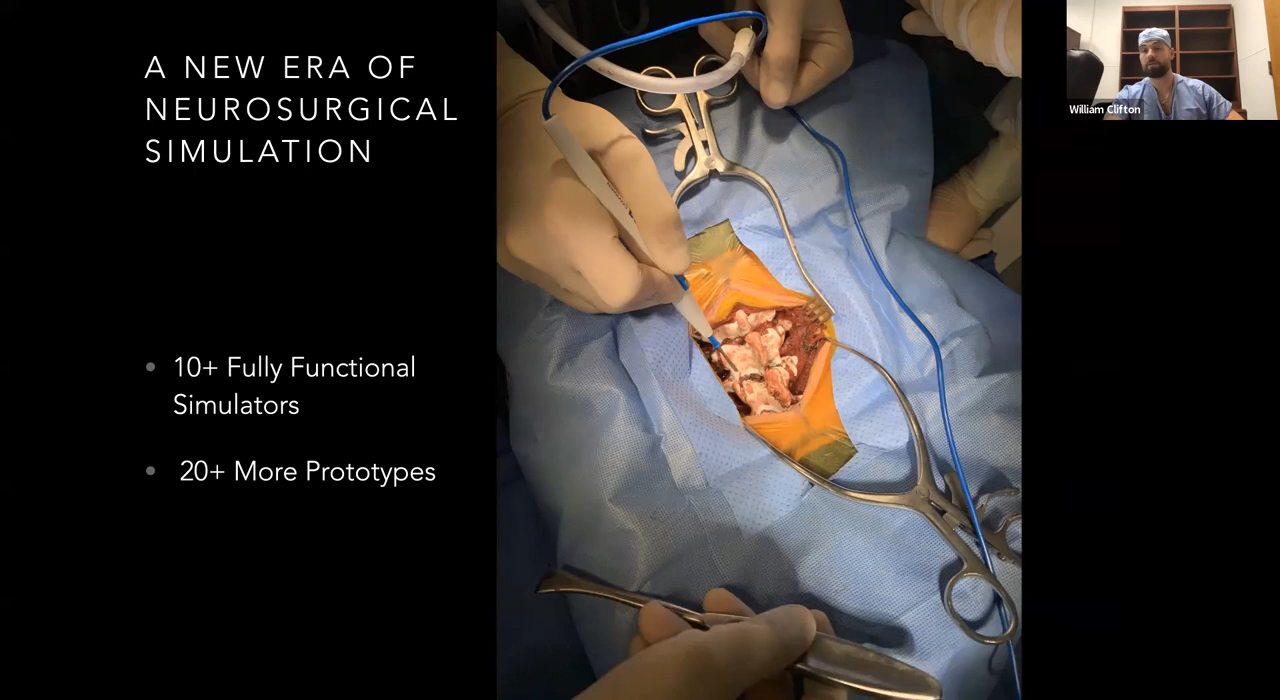 A NEW ERA OF
NEUROSURGICAL
SIMULATION
• 10+ Fully Functional
Simulators
• 20+ More Prototypes
William Clifton